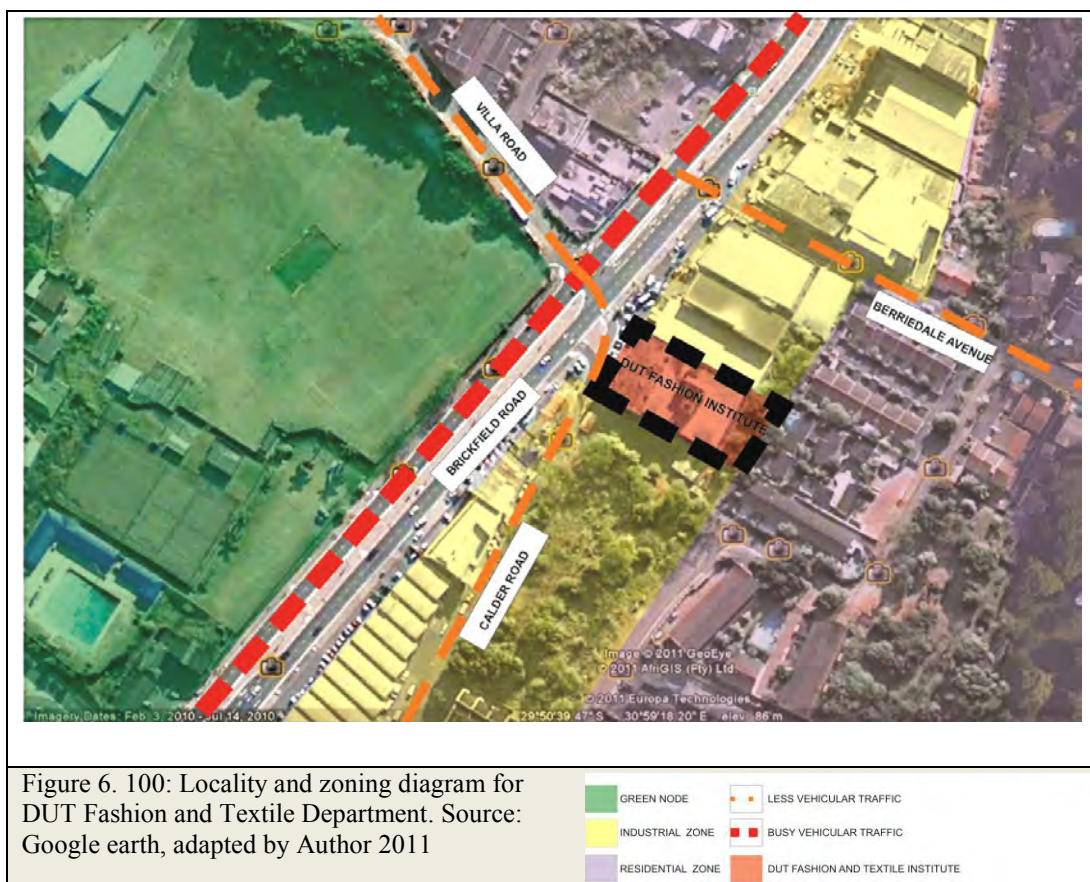 VILLA ROAD
BERRIEDALE AVENUE
DUT FASHION INSTITUTE
BRICKFIELD ROAD
CALDER ROAD
Image © 2011 GeoEye
© 2011 AfriGIS (Pty) Ltd.
© 2011 Europa Technologies
Imagery Dates: Feb 3, 2010 - Jul 14, 2010
29°50'39.47" S 30°59'18.20" E elev 86 m
Figure 6. 100: Locality and zoning diagram for
DUT Fashion and Textile Department. Source:
Google earth, adapted by Author 2011
GREEN NODE
LESS VEHICULAR TRAFFIC
INDUSTRIAL ZONE
BUSY VEHICULAR TRAFFIC
RESIDENTIAL ZONE
DUT FASHION AND TEXTILE INSTITUTE